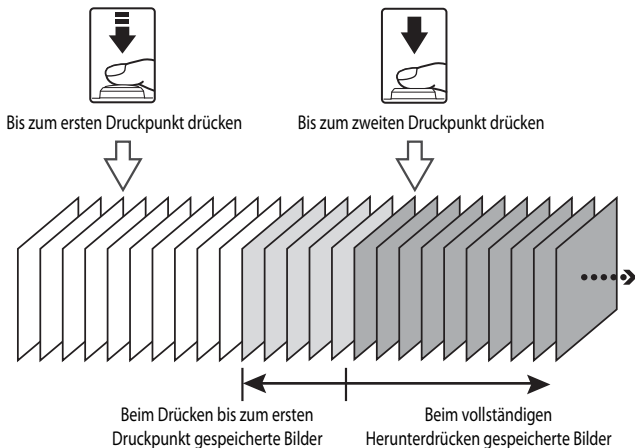 Bis zum ersten Druckpunkt drücken
Bis zum zweiten Druckpunkt drücken
Beim Drücken bis zum ersten
Druckpunkt gespeicherte Bilder
Beim vollständigen
Herunterdrücken gespeicherte Bilder